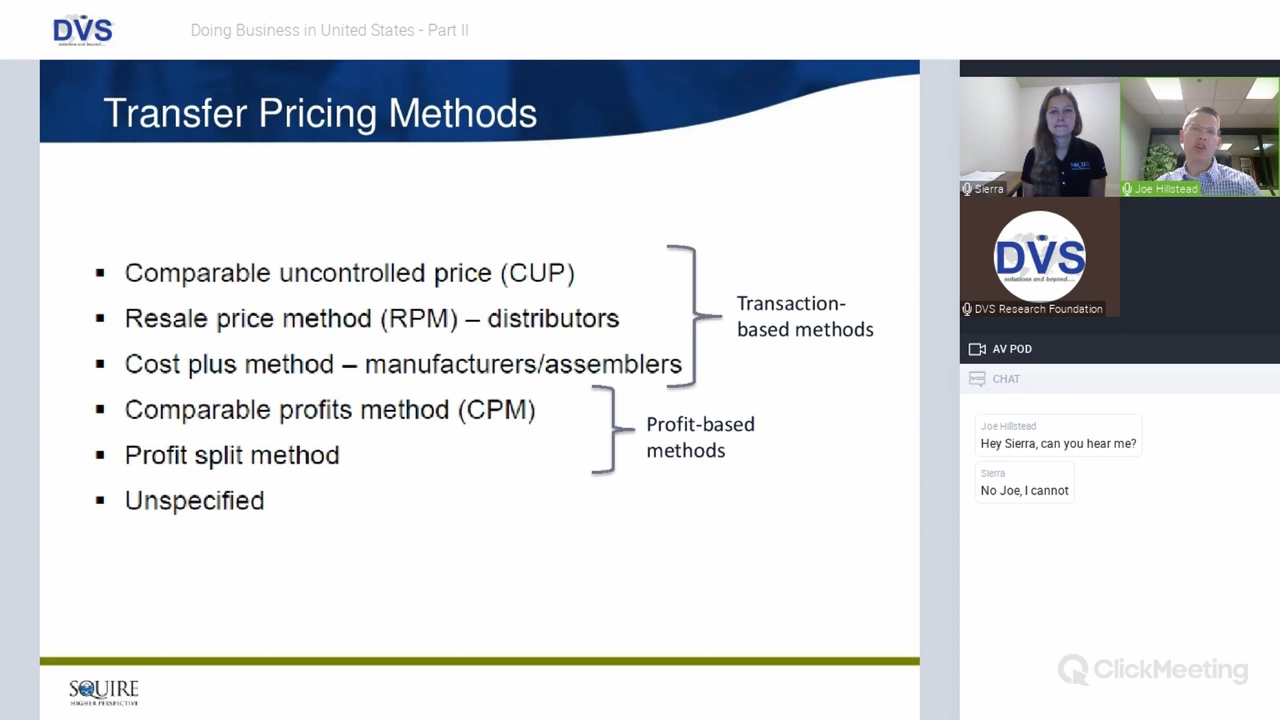 DVS
solutions and beyond....
Doing Business in United States - Part II
Transfer Pricing Methods
▪ Comparable uncontrolled price (CUP)
▪ Resale price method (RPM) – distributors
▪ Cost plus method – manufacturers/assemblers
▪ Comparable profits method (CPM)
▪ Profit split method
▪ Unspecified
Transaction-
based methods
Profit-based
methods
SQUIRE
HIGHER PERSPECTIVE
SQUIRE
Sierra
Joe Hillstead
DVS
solutions and beyond....
DVS Research Foundation
AV POD
CHAT
Joe Hillstead
Hey Sierra, can you hear me?
Sierra
No Joe, I cannot
ClickMeeting